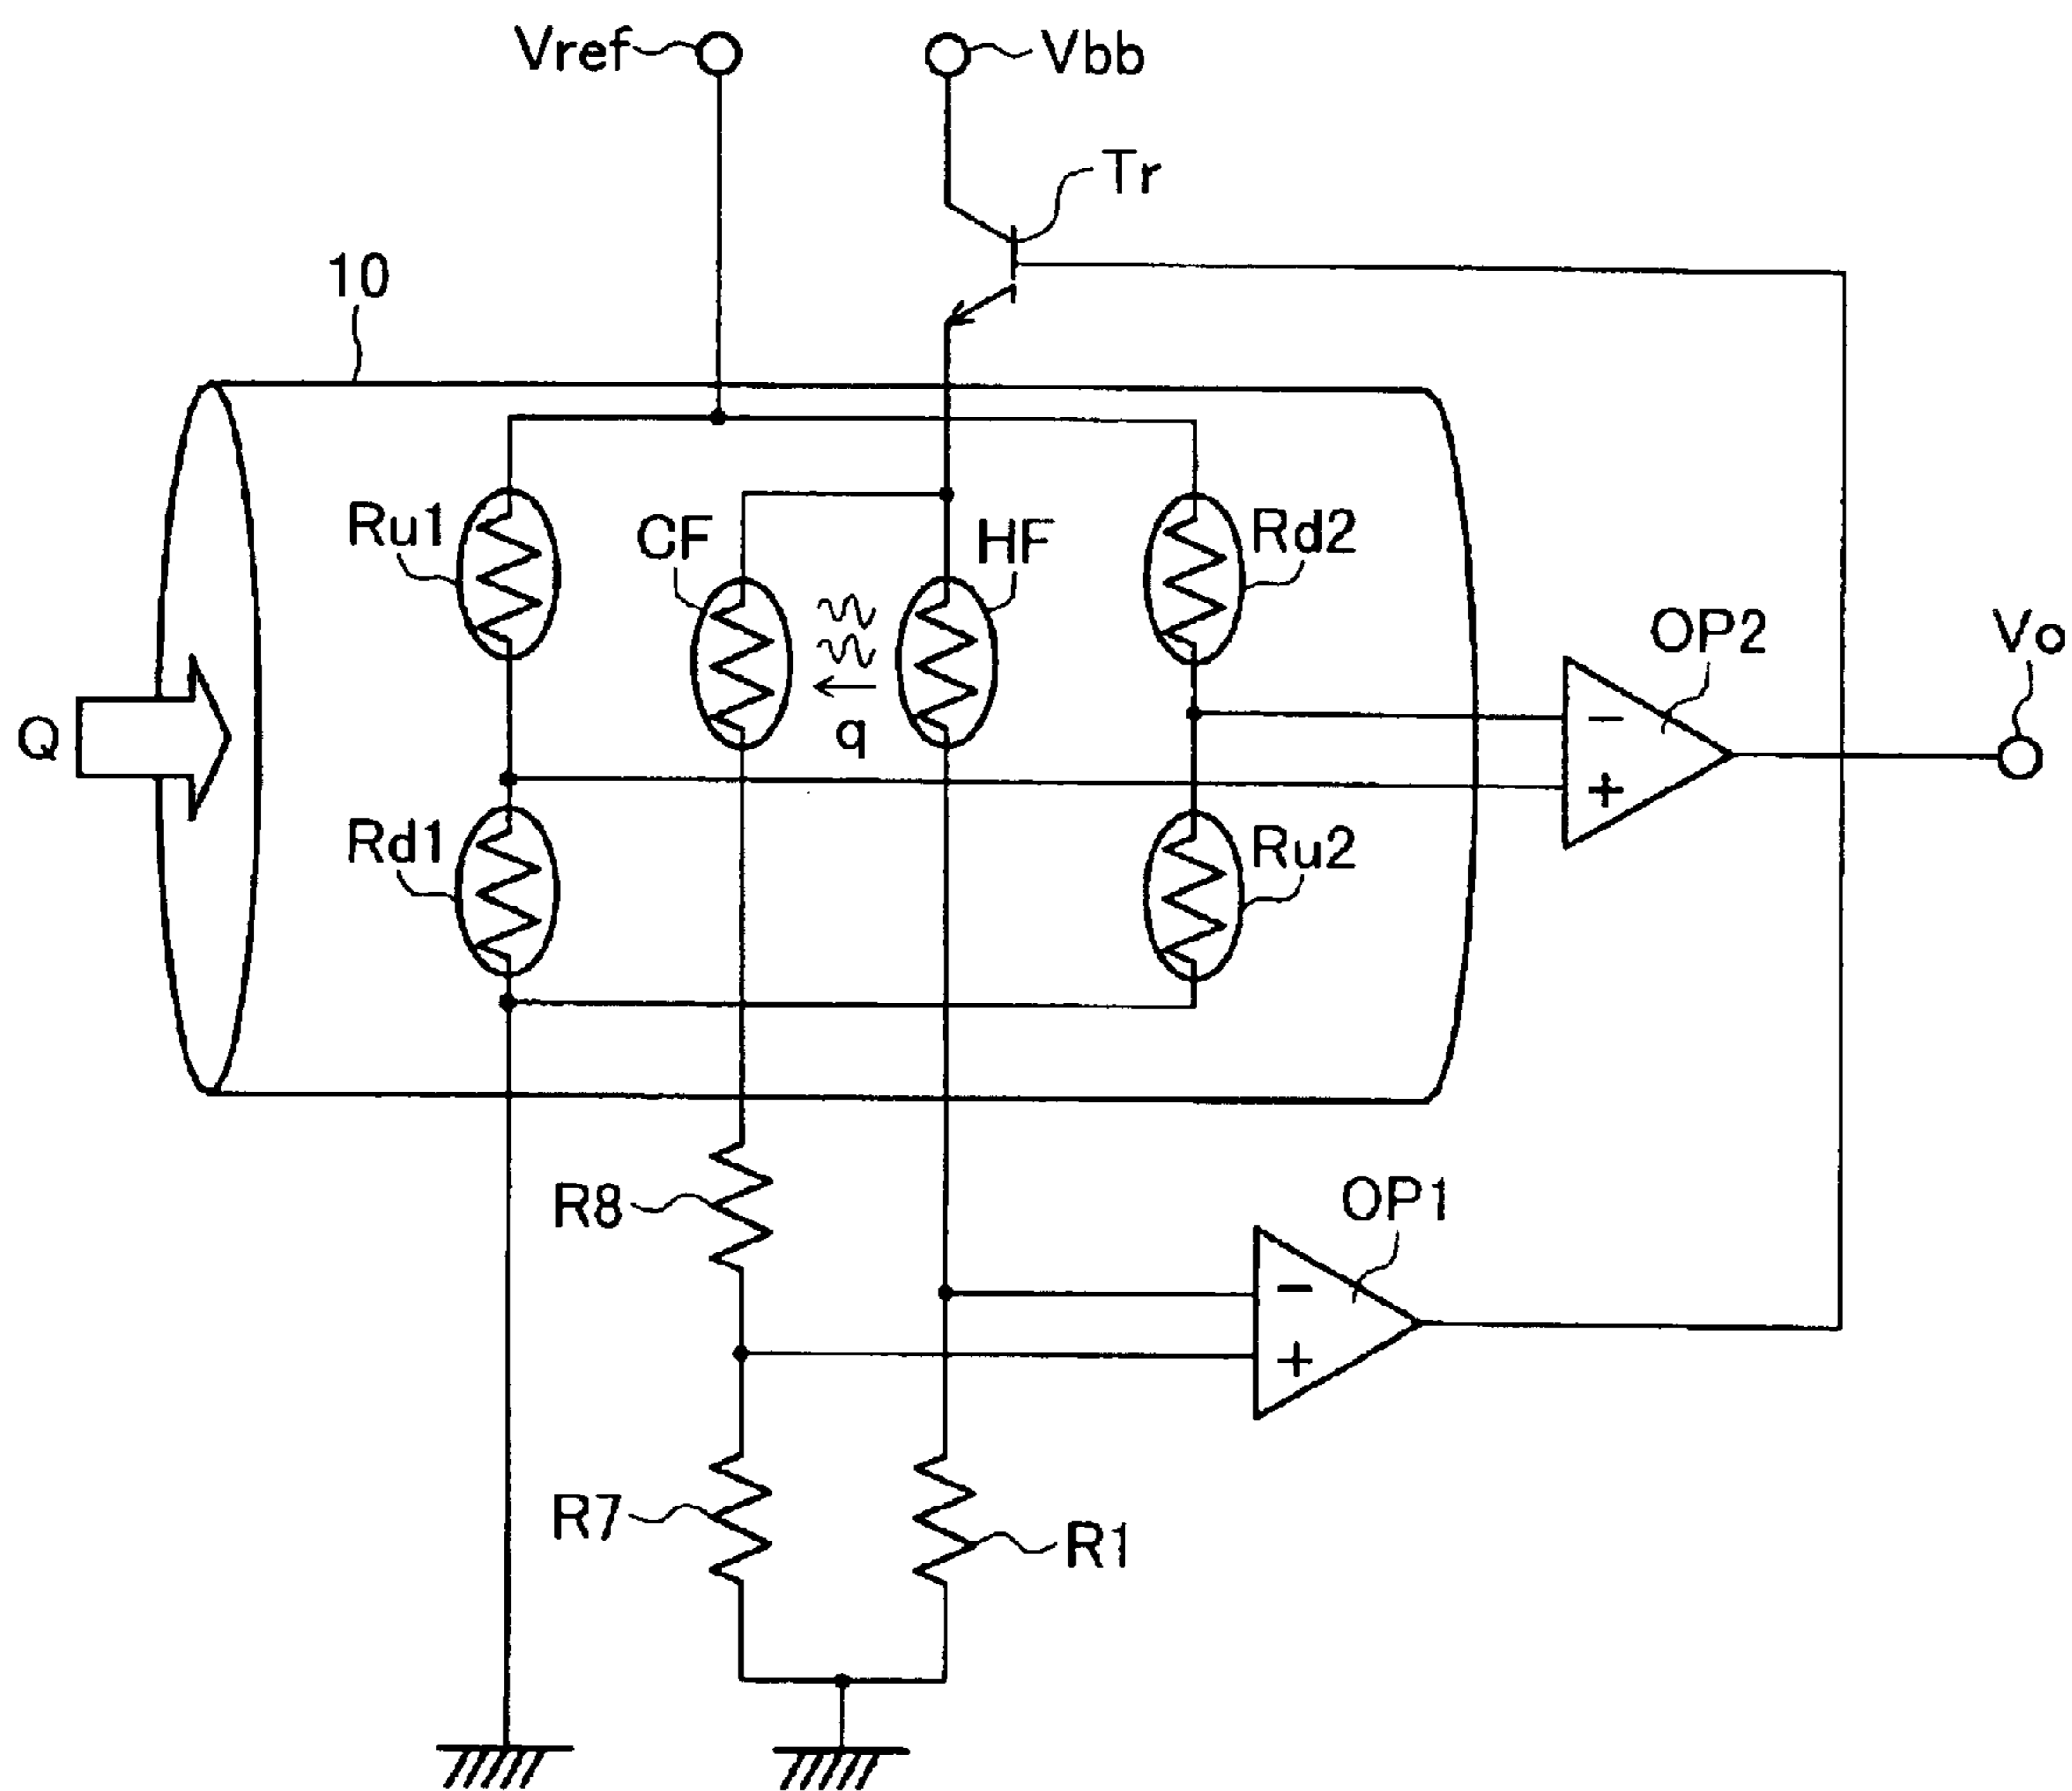 Vref Vbb
Tr
10
Ru1 CF HF Rd2
OP2 Vo
Q q
- +
Rd1 Ru2
R8 OP1
- +
R7 R1